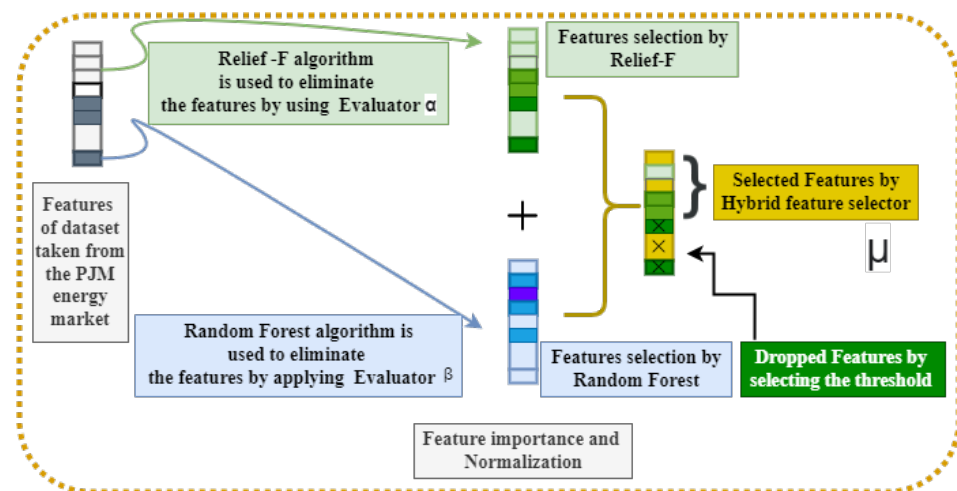 Relief -F algorithm
is used to eliminate
the features by using Evaluator α
Features selection by
Relief-F
Features
of dataset
taken from
the PJM
energy
market
+
}
Selected Features by
Hybrid feature selector
μ
×
×
×
Random Forest algorithm is
used to eliminate
the features by applying Evaluator β
Features selection by
Random Forest
Dropped Features by
selecting the threshold
Feature importance and
Normalization